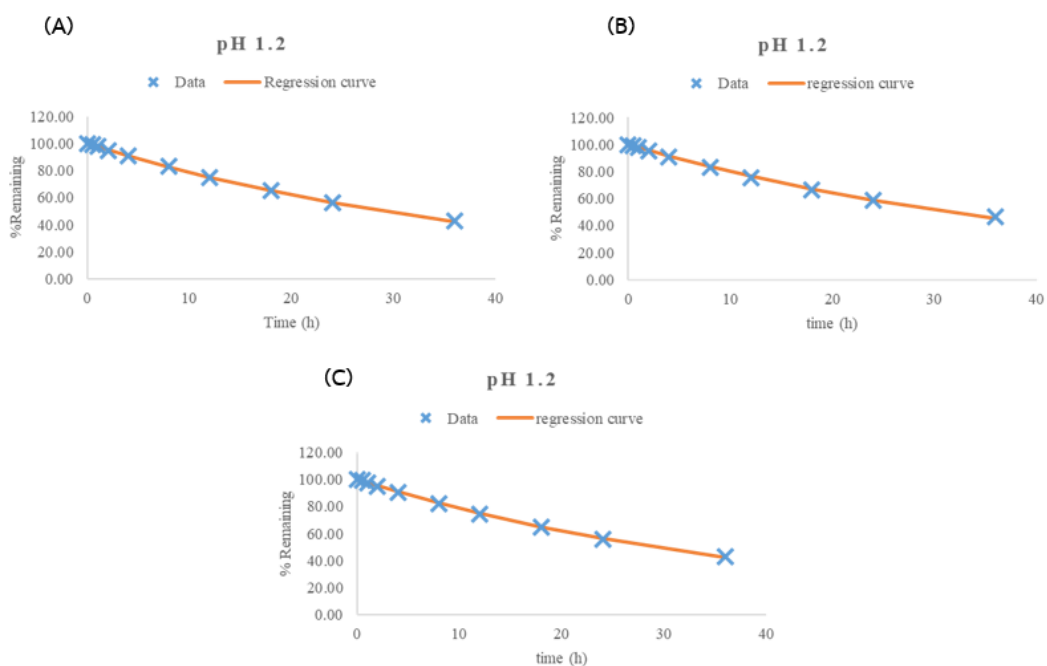 (A)
pH 1.2
Data Regression curve
120.00
100.00
80.00
60.00
40.00
20.00
0.00
%Remaining
0 10 20 30 40
Time (h)
(B)
pH 1.2
Data regression curve
120.00
100.00
80.00
60.00
40.00
20.00
0.00
% Remaining
0 10 20 30 40
time (h)
(C)
pH 1.2
Data regression curve
120.00
100.00
80.00
60.00
40.00
20.00
0.00
% Remaining
0 10 20 30 40
time (h)